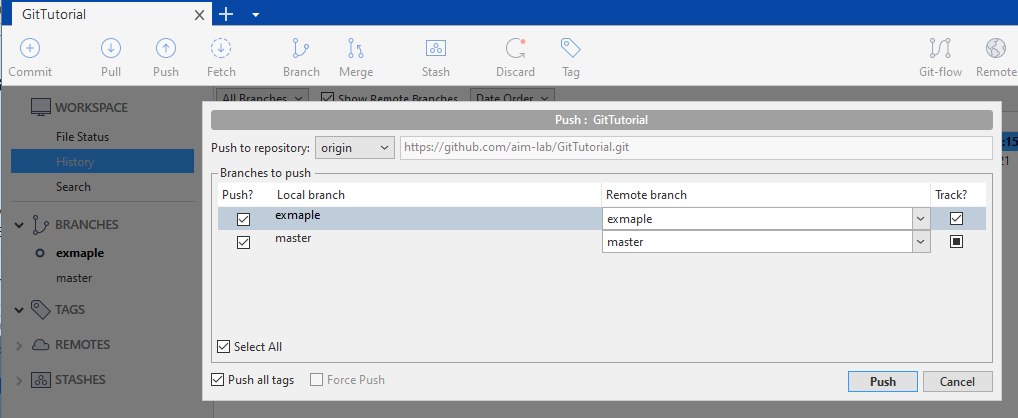 GitTutorial
Commit Pull Push Fetch Branch Merge Stash Discard Tag Git-flow Remote
WORKSPACE
All Branches Show Remote Branches Date Order
File Status
History
Search
BRANCHES
exmaple
master
TAGS
REMOTES
STASHES
Push : GitTutorial
Push to repository: origin https://github.com/aim-lab/GitTutorial.git
Branches to push
Push? Local branch Remote branch Track?
exmaple exmaple
master master
Select All
Push all tags Force Push Push Cancel
:15
21